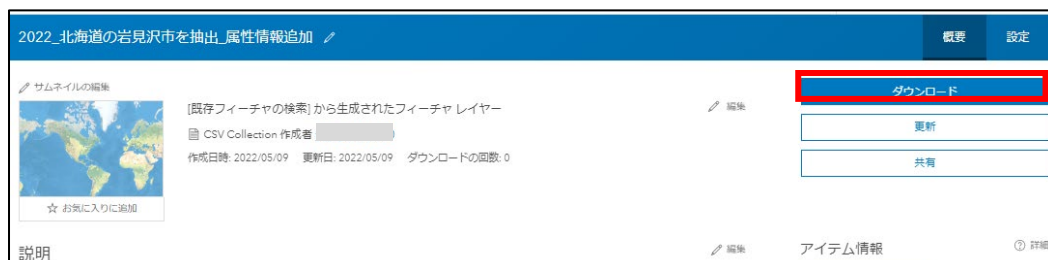 2022_北海道の岩見沢市を抽出_属性情報追加
概要
設定
サムネイルの編集
[既存フィーチャの検索] から生成されたフィーチャ レイヤー
編集
CSV Collection 作成者
作成日時: 2022/05/09 更新日: 2022/05/09 ダウンロードの回数: 0
お気に入りに追加
ダウンロード
更新
共有
説明
編集
アイテム情報
詳細